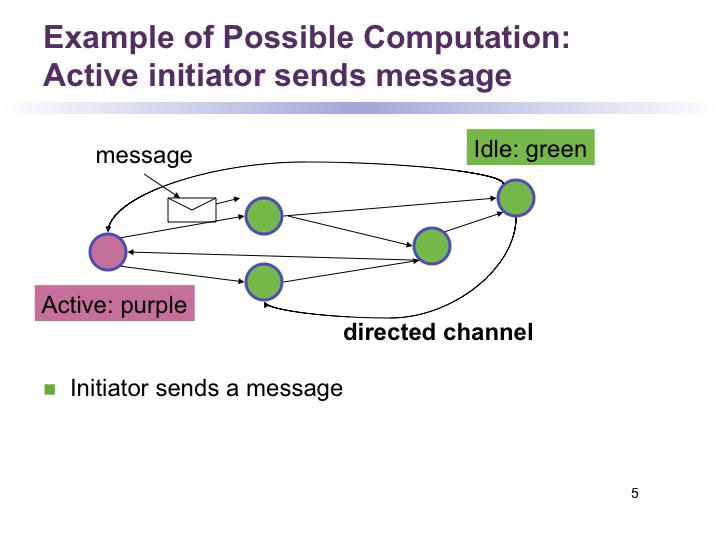 Example of Possible Computation:
Active initiator sends message
message
Idle: green
Active: purple
directed channel
Initiator sends a message
5